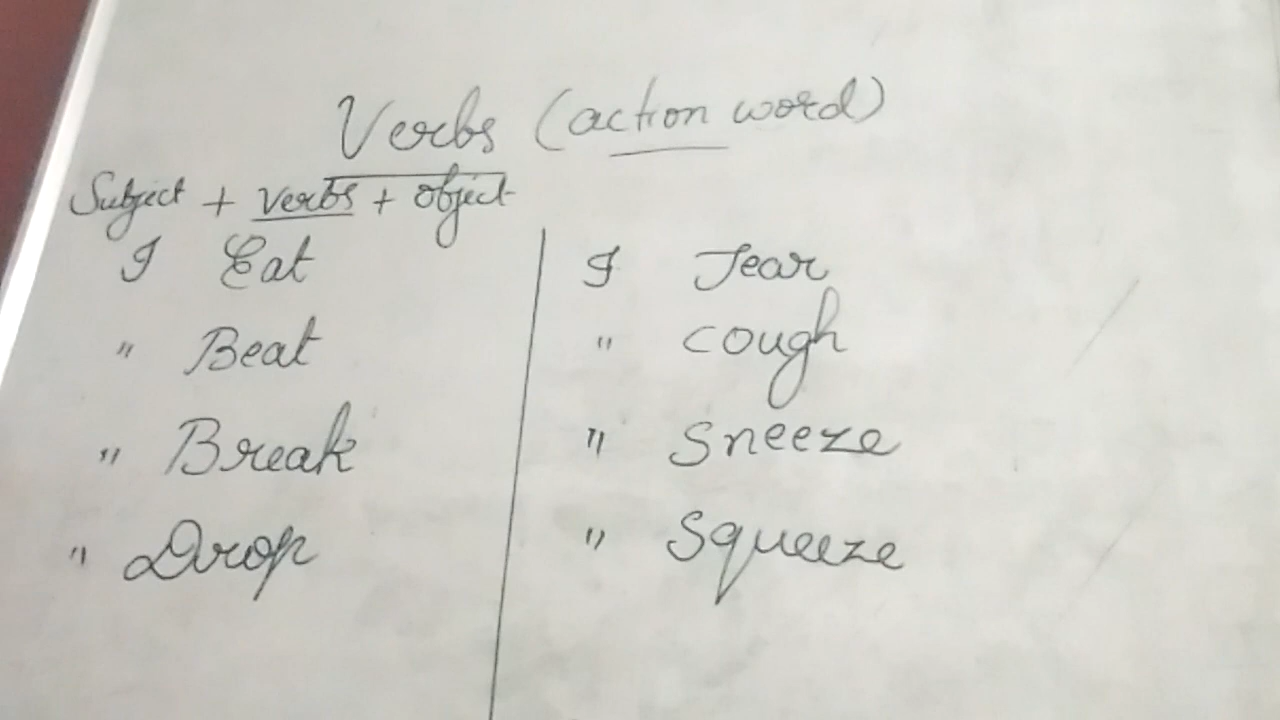 Verbs (action word)
Subject + verbs + object
I Eat
" Beat
" Break
" Drop
I Tear
" cough
" Sneeze
" Squeeze